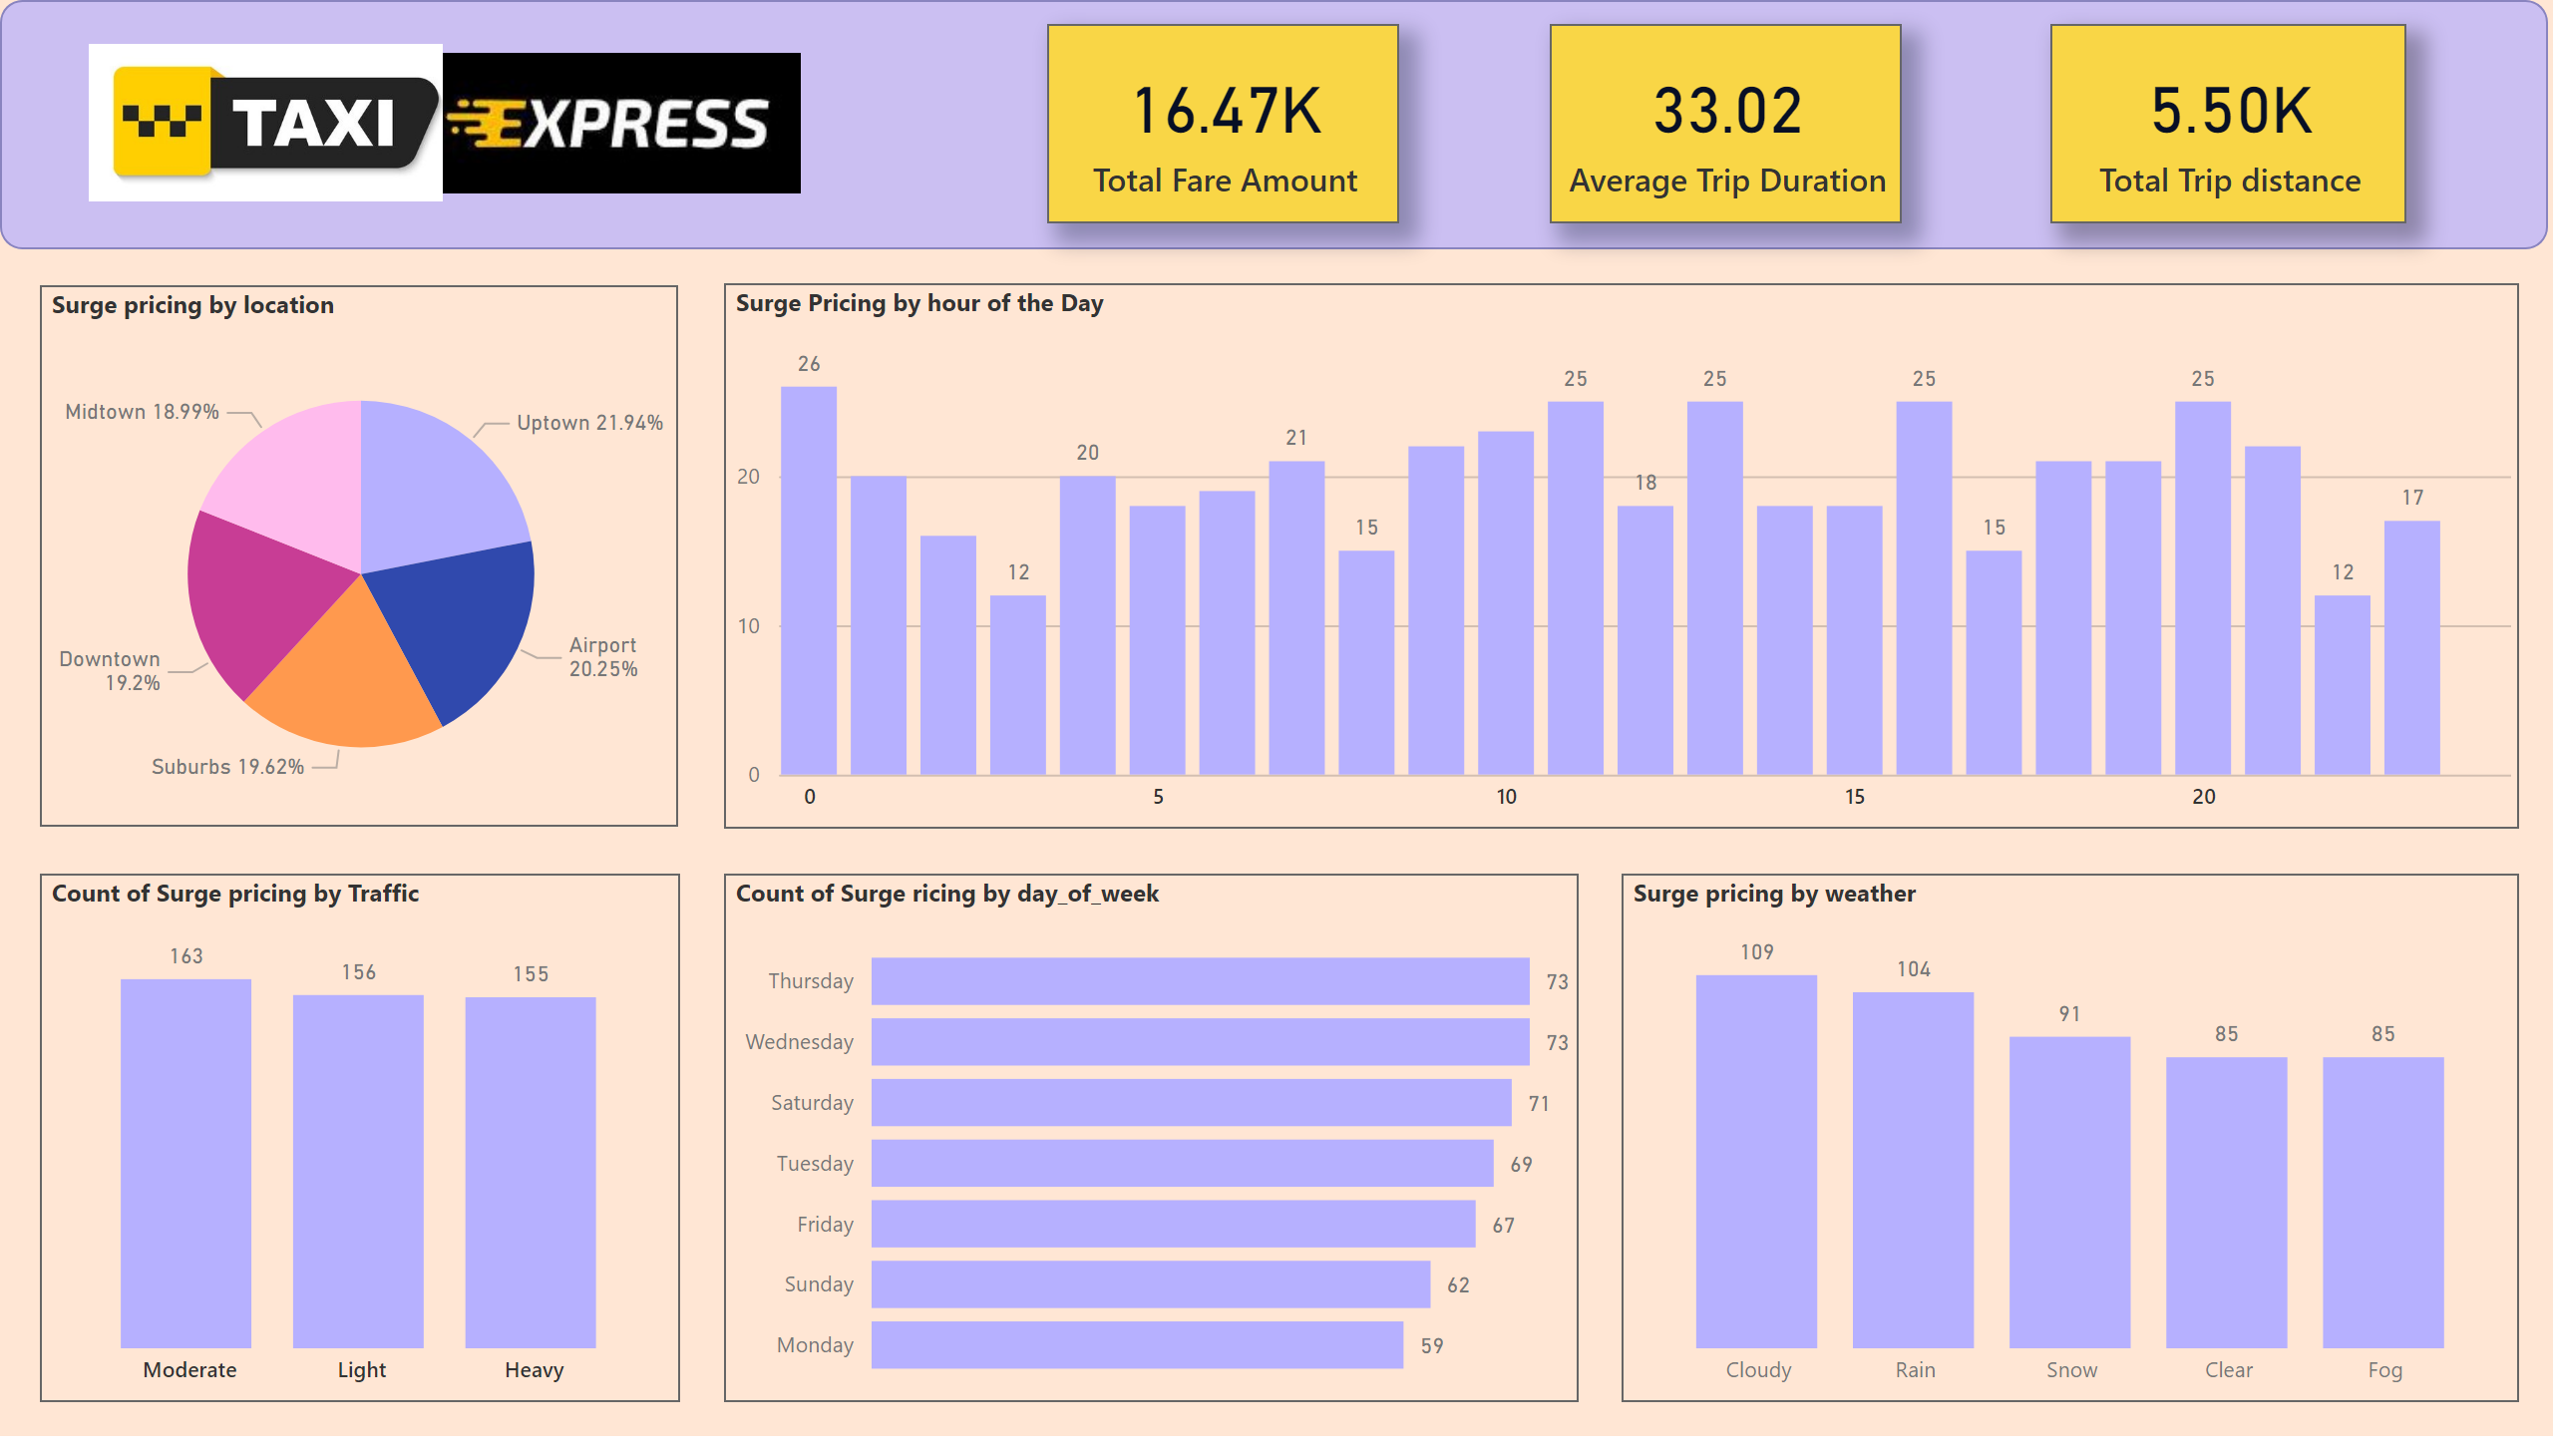 TAXI
EXPRESS
16.47K
Total Fare Amount
33.02
Average Trip Duration
5.50K
Total Trip distance
Surge pricing by location
Midtown 18.99%
Uptown 21.94%
Airport
20.25%
Downtown
19.2%
Suburbs 19.62%
Surge Pricing by hour of the Day
26
25
25
25
25
21
20
20
18
17
15
15
12
12
10
0
0
5
10
15
20
Count of Surge pricing by Traffic
163
156
155
Moderate
Light
Heavy
Count of Surge ricing by day_of_week
Thursday 73
Wednesday 73
Saturday 71
Tuesday 69
Friday 67
Sunday 62
Monday 59
Surge pricing by weather
109
104
91
85
85
Cloudy
Rain
Snow
Clear
Fog